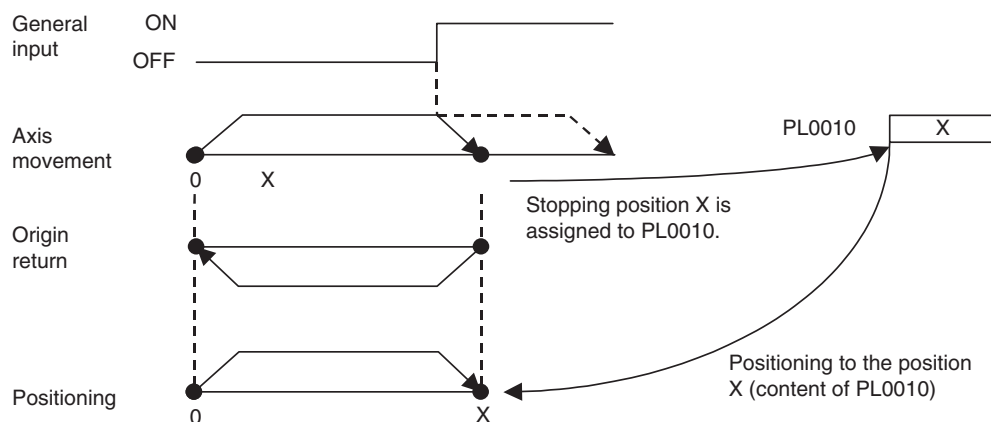 General
input
ON
OFF
Axis
movement
0
X
PL0010
X
Stopping position X is
assigned to PL0010.
Origin
return
Positioning to the position
X (content of PL0010)
Positioning
0
X